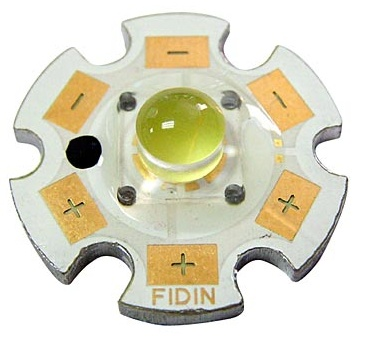 - 
- -
+ +
+
FIDIN